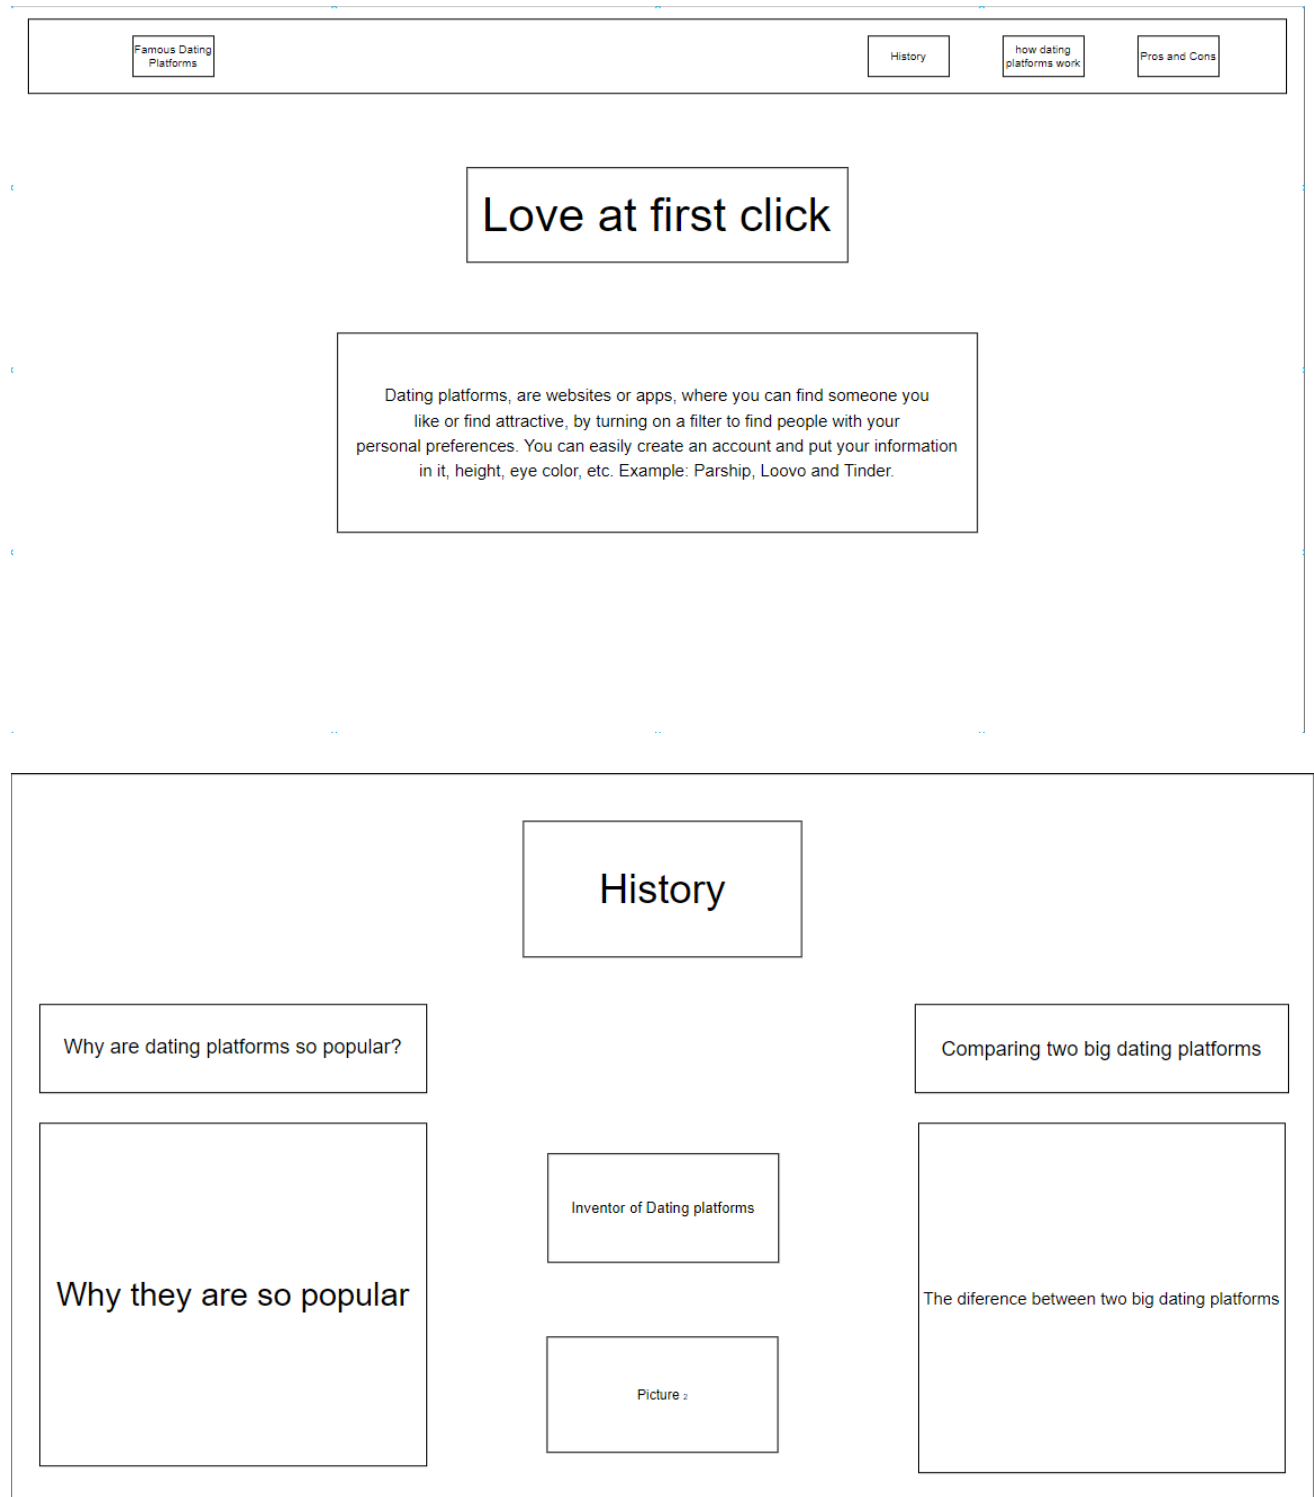 Famous Dating
Platforms
History
how dating
platforms work
Pros and Cons
Love at first click
Dating platforms, are websites or apps, where you can find someone you
like or find attractive, by turning on a filter to find people with your
personal preferences. You can easily create an account and put your information
in it, height, eye color, etc. Example: Parship, Loovo and Tinder.
History
Why are dating platforms so popular?
Comparing two big dating platforms
Why they are so popular
Inventor of Dating platforms
The diference between two big dating platforms
Picture 2